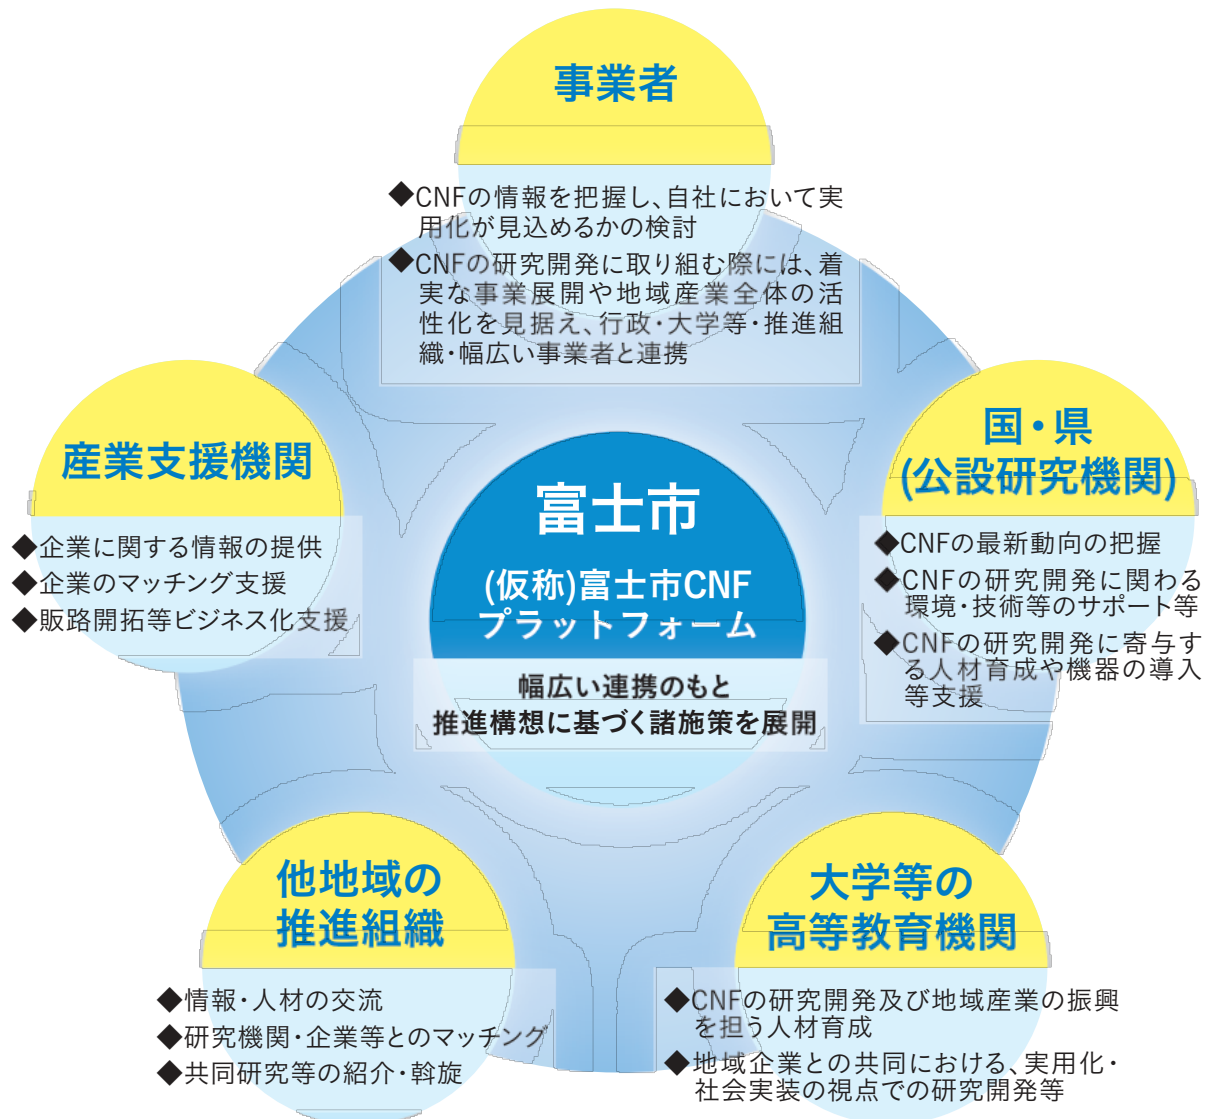 事業者
◆CNFの情報を把握し、自社において実
用化が見込めるかの検討
◆CNFの研究開発に取り組む際には、着
実な事業展開や地域産業全体の活
性化を見据え、行政・大学等・推進組
織・幅広い事業者と連携
産業支援機関
◆企業に関する情報の提供
◆企業のマッチング支援
◆販路開拓等ビジネス化支援
富士市
(仮称)富士市CNF
プラットフォーム
幅広い連携のもと
推進構想に基づく諸施策を展開
国・県
(公設研究機関)
◆CNFの最新動向の把握
◆CNFの研究開発に関わる
環境・技術等のサポート等
◆CNFの研究開発に寄与す
る人材育成や機器の導入
等支援
他地域の
推進組織
◆情報・人材の交流
◆研究機関・企業等とのマッチング
◆共同研究等の紹介・斡旋
大学等の
高等教育機関
◆CNFの研究開発及び地域産業の振興
を担う人材育成
◆地域企業との共同における、実用化・
社会実装の視点での研究開発等